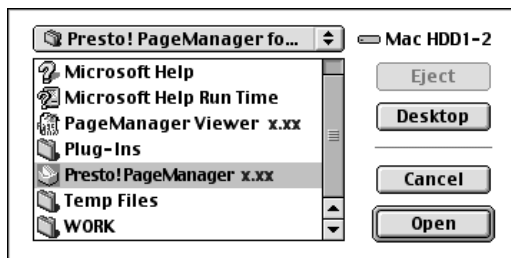 Presto! PageManager fo...
Mac HDD1-2
Microsoft Help
Microsoft Help Run Time
PageManager Viewer x.xx
Plug-Ins
Presto! PageManager x.xx
Temp Files
WORK
Eject
Desktop
Cancel
Open